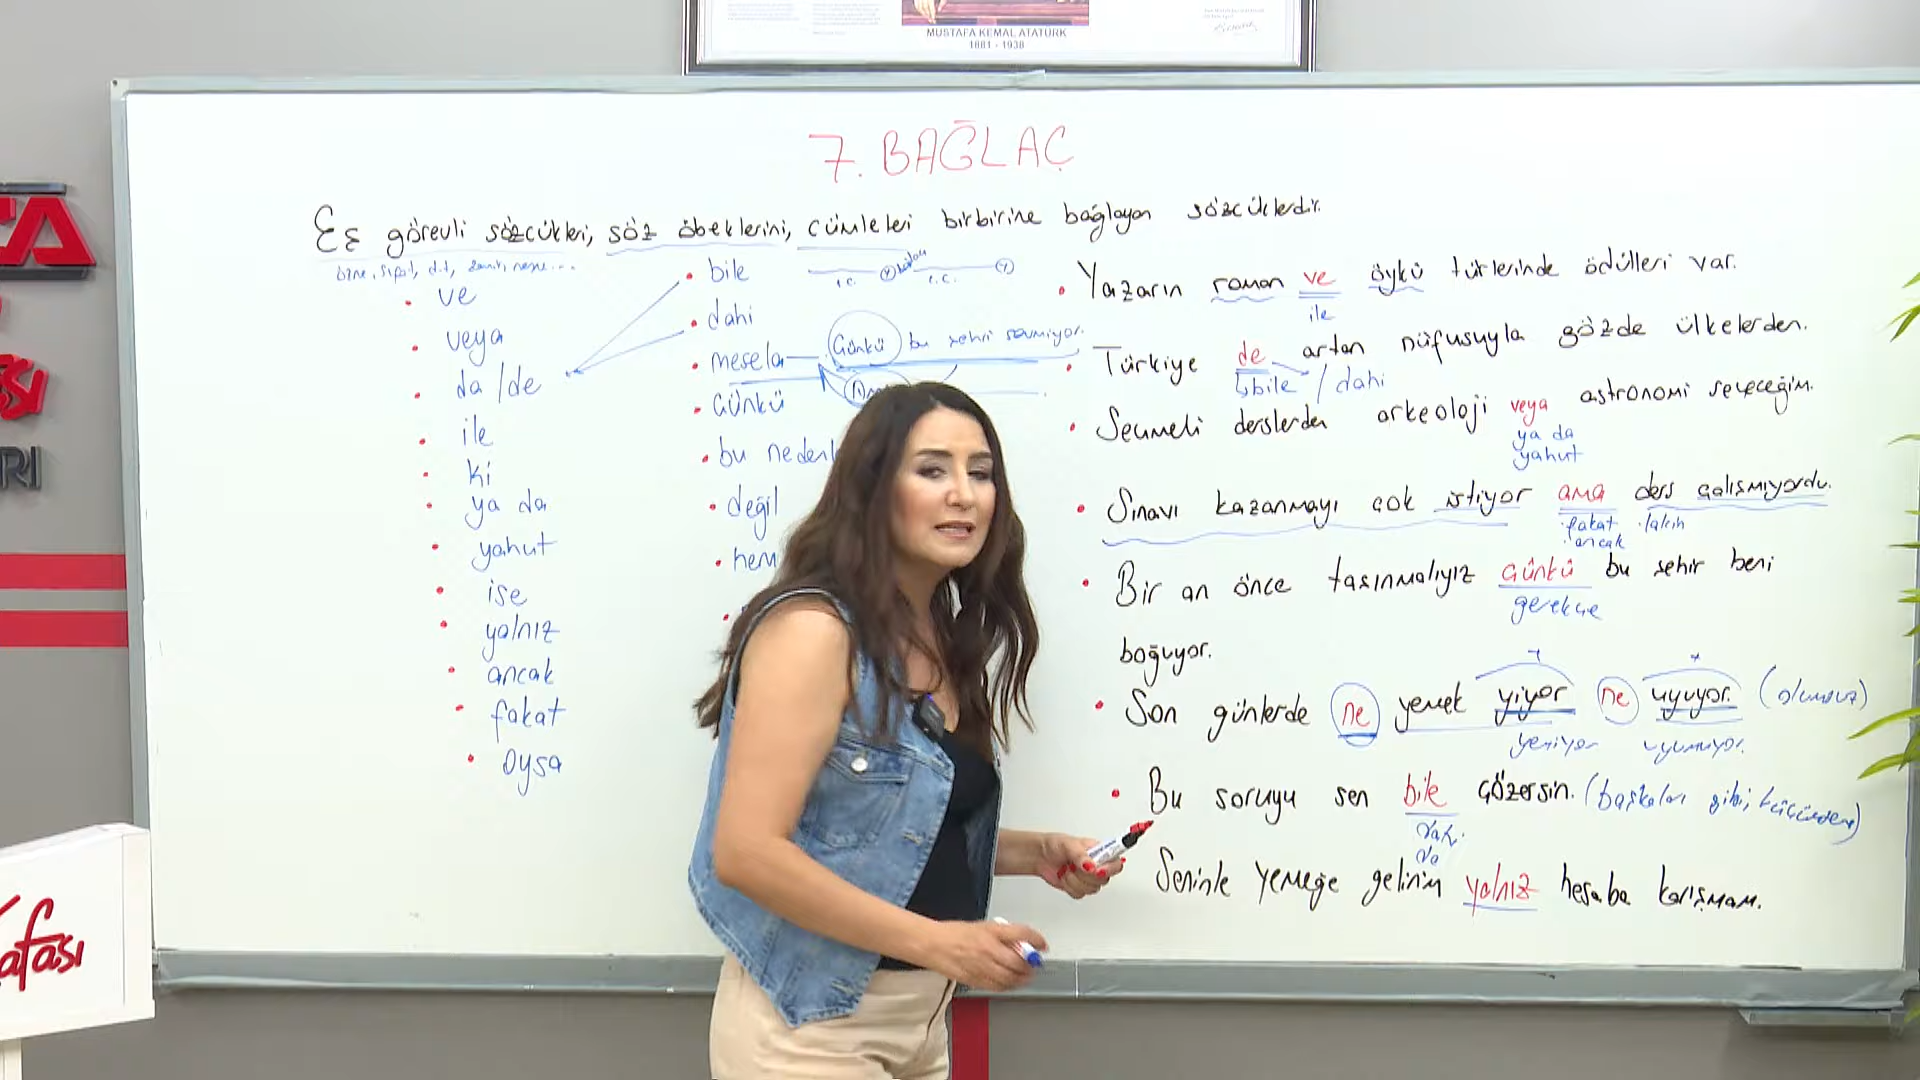 MUSTAFA KEMAL ATATÜRK
1881 - 1938
7. BAĞLAÇ
Eş görevli sözcükleri, söz öbeklerini, cümleleri birbirine bağlayan sözcüklerdir.
• ve
• veya
• da /de
• ile
• ki
• ya da
• yahut
• ise
• yalnız
• ancak
• fakat
• oysa
• bile
• dahi
• mesela
• çünkü
• bu nedenl
• değil
• hem
Çünkü bu şehri sevmiyor.
• Yazarın roman ve öykü türlerinde ödülleri var.
ile
• Türkiye de artan nüfusuyla gözde ülkelerden.
bile / dahi
• Seçmeli derslerden arkeoloji veya astronomi seçeceğim.
ya da
yahut
• Sınavı kazanmayı çok istiyor ama ders çalışmıyordu.
fakat lakin
ancak
• Bir an önce taşınmalıyız çünkü bu şehir beni
gerekçe
boğuyor.
• Son günlerde ne yemek yiyor ne uyuyor. (olumsuz)
yemiyor uyumuyor.
• Bu soruyu sen bile çözersin. (başkaları gibi,
Seninle yemeğe gelirim yalnız hesaba karışmam.
afası
RI